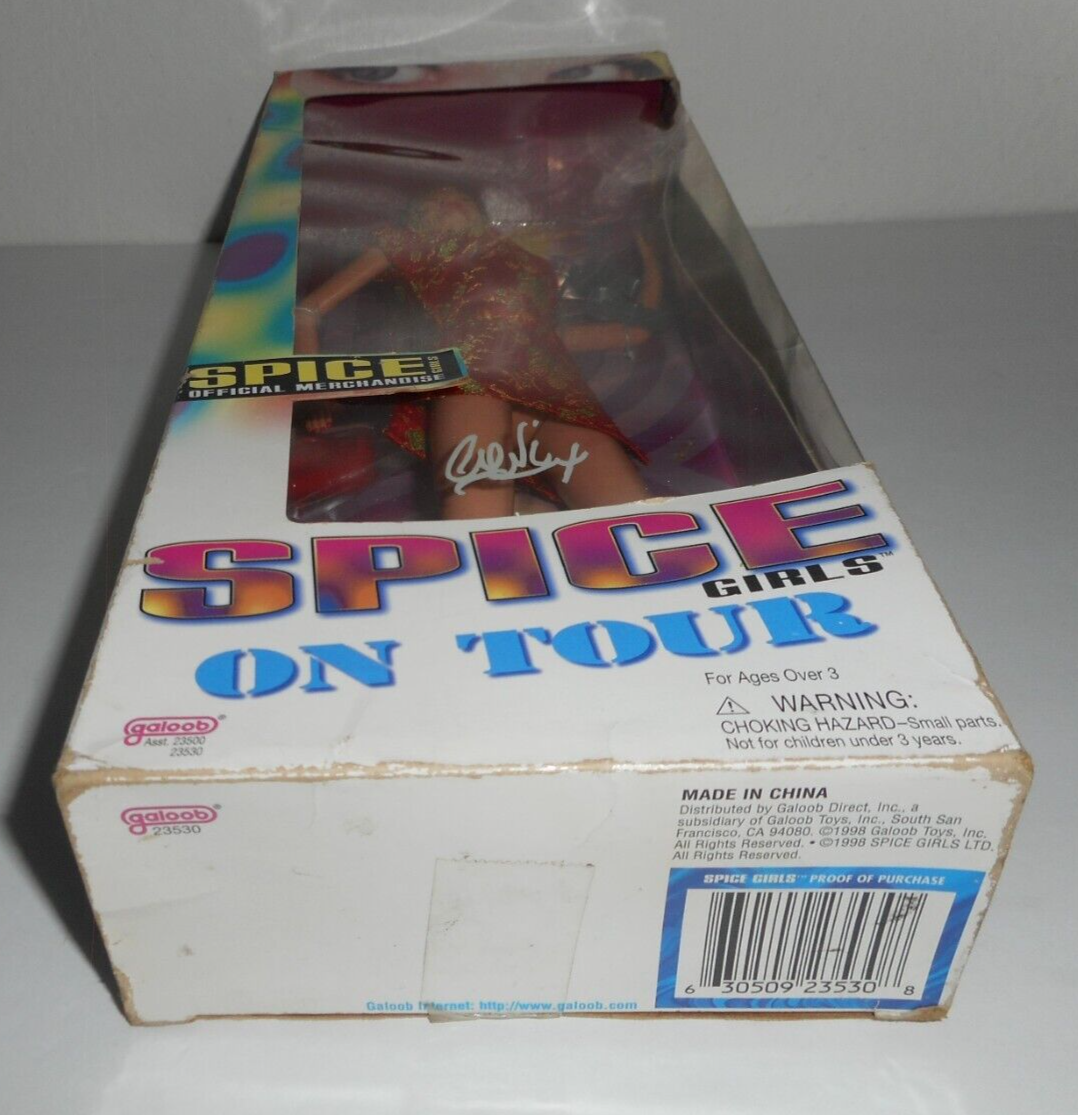 SPICE GIRLS
OFFICIAL MERCHANDISE
SPICE
GIRLS™
ON TOUR
For Ages Over 3
⚠ WARNING:
CHOKING HAZARD–Small parts.
Not for children under 3 years.
galoob®
Asst. 23500
23530
galoob®
23530
MADE IN CHINA
Distributed by Galoob Direct, Inc., a
subsidiary of Galoob Toys, Inc., South San
Francisco, CA 94080. ©1998 Galoob Toys, Inc.
All Rights Reserved. • ©1998 SPICE GIRLS LTD.
All Rights Reserved.
SPICE GIRLS™ PROOF OF PURCHASE
6 30509 23530 8
Galoob Internet: http://www.galoob.com